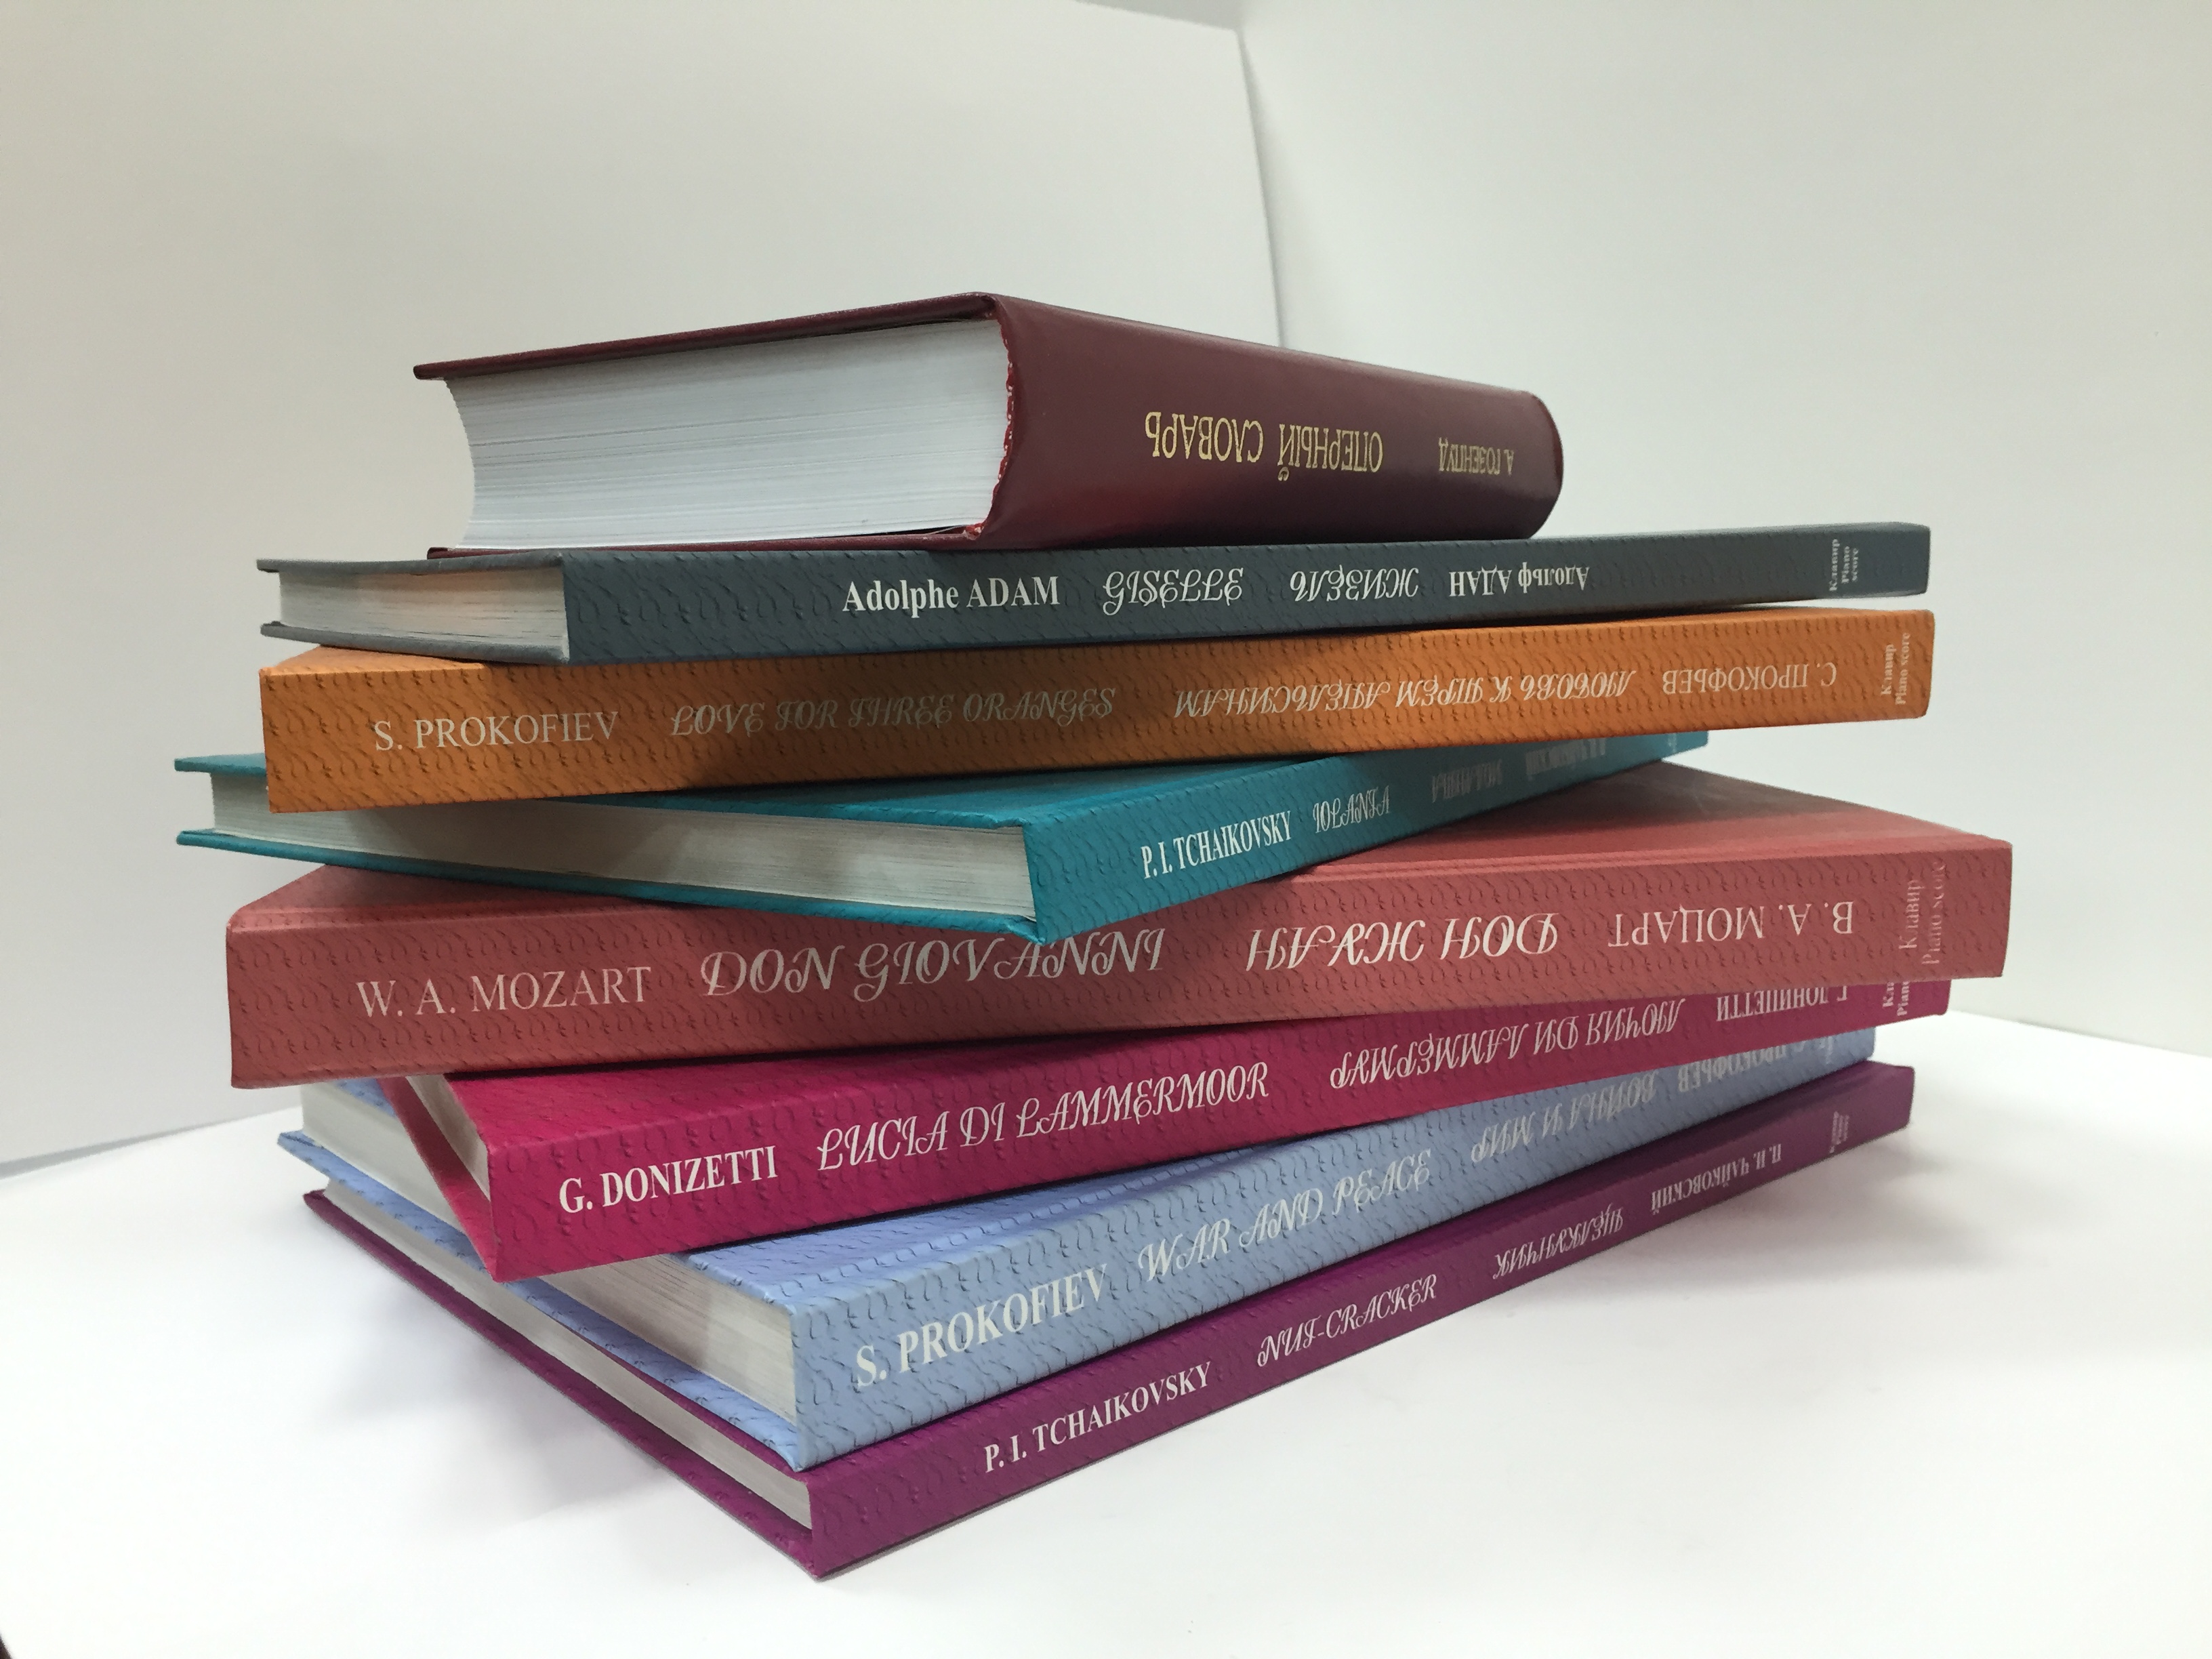 А. ГОЗЕНПУД ОПЕРНЫЙ СЛОВАРЬ
Adolphe ADAM GISELLE ЖИЗЕЛЬ Адольф АДАН
Клавир
Piano
score
S. PROKOFIEV LOVE FOR THREE ORANGES ЛЮБОВЬ К ТРЕМ АПЕЛЬСИНАМ С. ПРОКОФЬЕВ
Клавир
Piano score
P. I. TCHAIKOVSKY IOLANTA ИОЛАНТА
W. A. MOZART DON GIOVANNI ДОН ЖУАН В. А. МОЦАРТ
Клавир
Piano score
G. DONIZETTI LUCIA DI LAMMERMOOR ЛЮЧИЯ ДИ ЛАММЕРМУР Г. ДОНИЦЕТТИ
S. PROKOFIEV WAR AND PEACE ВОЙНА И МИР С. ПРОКОФЬЕВ
P. I. TCHAIKOVSKY NUT-CRACKER ЩЕЛКУНЧИК П. И. ЧАЙКОВСКИЙ